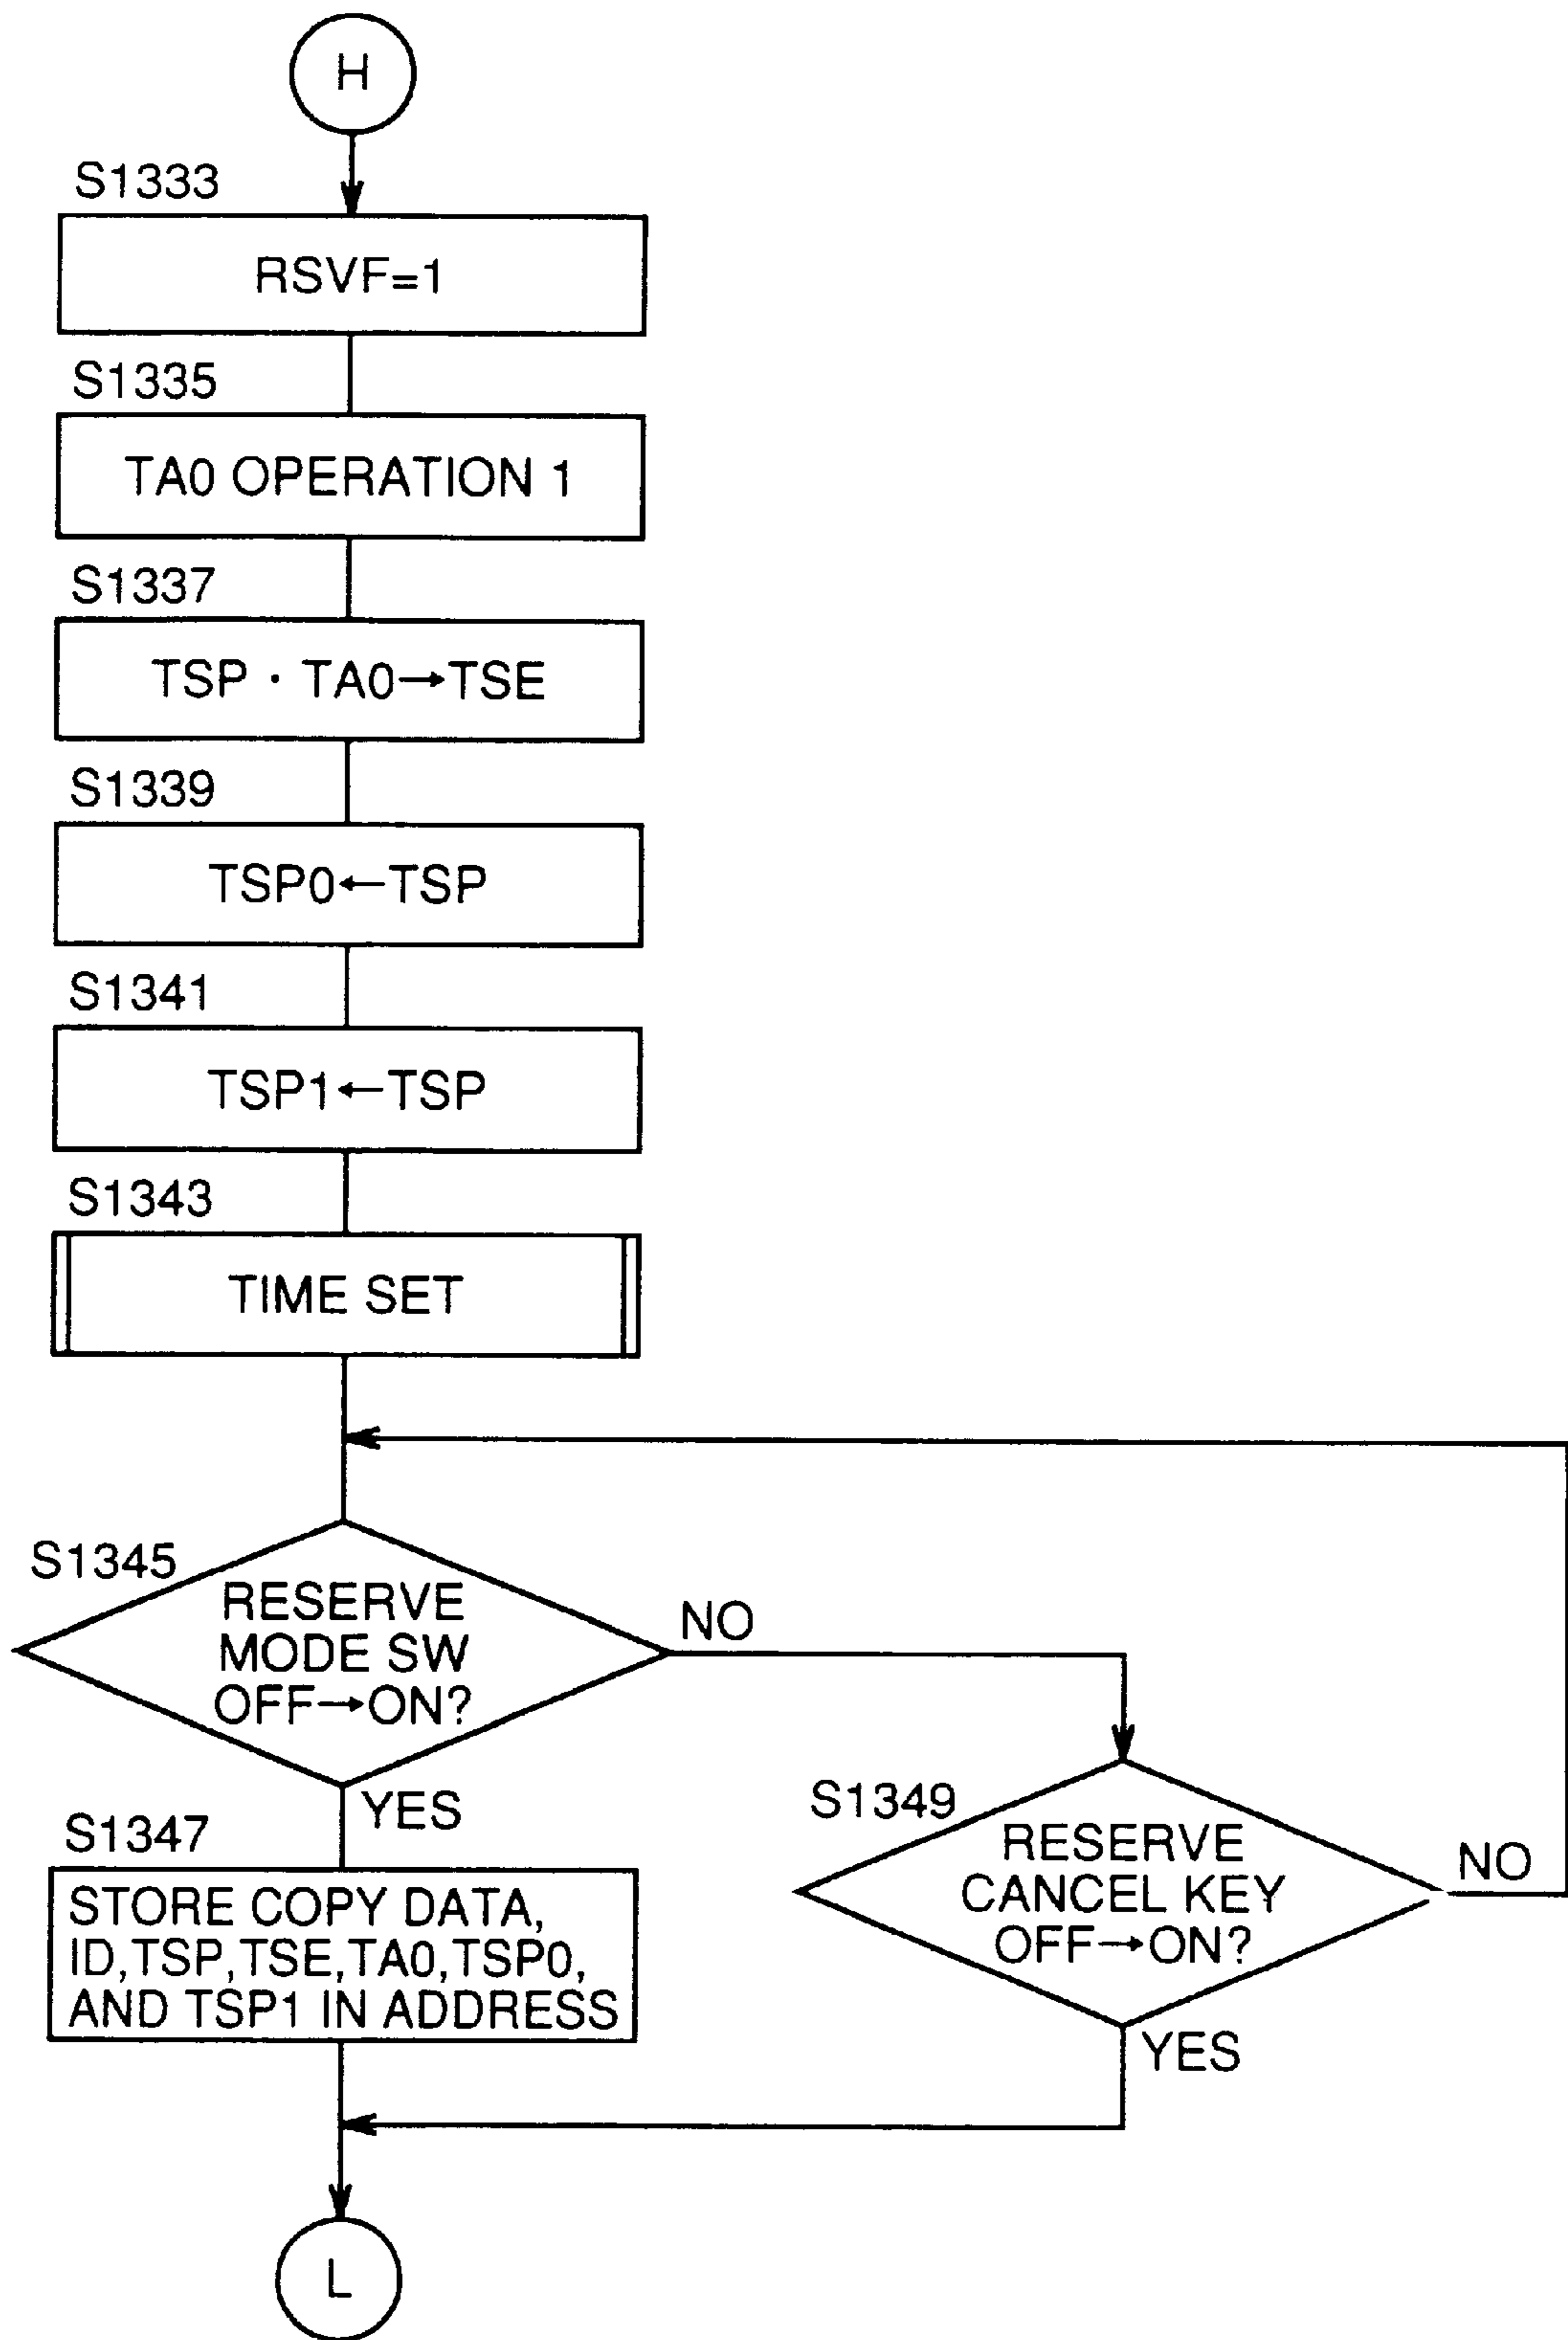 H
S1333
RSVF=1
S1335
TA0 OPERATION 1
S1337
TSP · TA0→TSE
S1339
TSP0←TSP
S1341
TSP1←TSP
S1343
TIME SET
S1345
RESERVE
MODE SW
OFF→ON?
NO
YES
S1347
STORE COPY DATA,
ID,TSP,TSE,TA0,TSP0,
AND TSP1 IN ADDRESS
S1349
RESERVE
CANCEL KEY
OFF→ON?
NO
YES
L